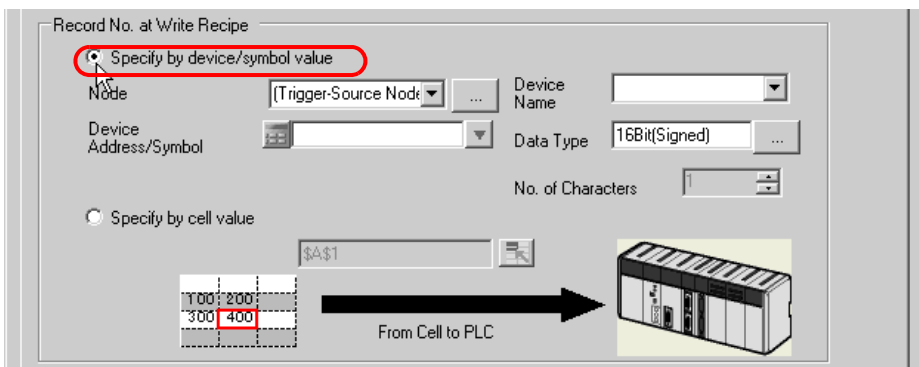 Record No. at Write Recipe
Specify by device/symbol value
Node
(Trigger-Source Node
...
Device
Name
Device
Address/Symbol
Data Type
16Bit(Signed)
...
No. of Characters
1
Specify by cell value
$A$1
100 200
300 400
From Cell to PLC